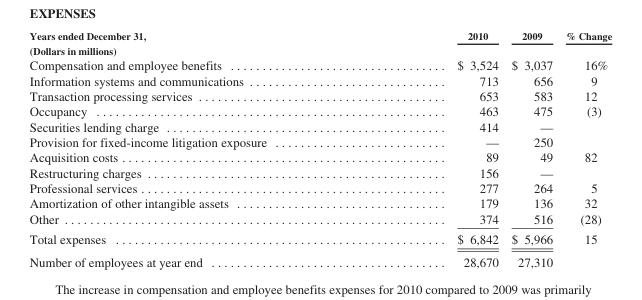 EXPENSES
Years ended December 31, 2010 2009 % Change
(Dollars in millions)
Compensation and employee benefits . . . . . . . . . . . . . . . . . . . . . . . . . . . . . . . . . . $ 3,524 $ 3,037 16%
Information systems and communications . . . . . . . . . . . . . . . . . . . . . . . . . . . . . . . . 713 656 9
Transaction processing services . . . . . . . . . . . . . . . . . . . . . . . . . . . . . . . . . . . . . . . 653 583 12
Occupancy . . . . . . . . . . . . . . . . . . . . . . . . . . . . . . . . . . . . . . . . . . . . . . . . . . . . . . . . 463 475 (3)
Securities lending charge . . . . . . . . . . . . . . . . . . . . . . . . . . . . . . . . . . . . . . . . . . . . 414 —
Provision for fixed-income litigation exposure . . . . . . . . . . . . . . . . . . . . . . . . . . . — 250
Acquisition costs . . . . . . . . . . . . . . . . . . . . . . . . . . . . . . . . . . . . . . . . . . . . . . . . . . . 89 49 82
Restructuring charges . . . . . . . . . . . . . . . . . . . . . . . . . . . . . . . . . . . . . . . . . . . . . . . 156 —
Professional services . . . . . . . . . . . . . . . . . . . . . . . . . . . . . . . . . . . . . . . . . . . . . . . . 277 264 5
Amortization of other intangible assets . . . . . . . . . . . . . . . . . . . . . . . . . . . . . . . . . 179 136 32
Other . . . . . . . . . . . . . . . . . . . . . . . . . . . . . . . . . . . . . . . . . . . . . . . . . . . . . . . . . . . . 374 516 (28)
Total expenses . . . . . . . . . . . . . . . . . . . . . . . . . . . . . . . . . . . . . . . . . . . . . . . . . . . . $ 6,842 $ 5,966 15
Number of employees at year end . . . . . . . . . . . . . . . . . . . . . . . . . . . . . . . . . . . . . 28,670 27,310
The increase in compensation and employee benefits expenses for 2010 compared to 2009 was primarily